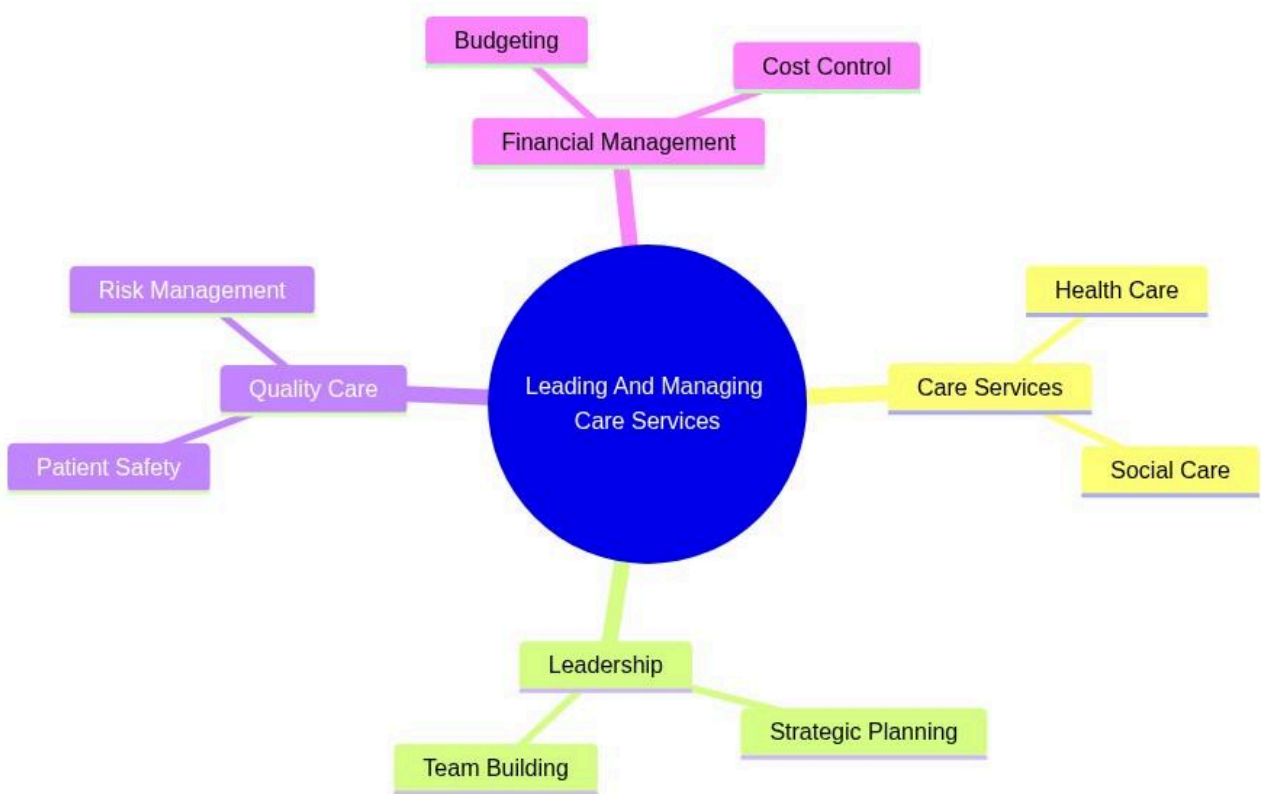 Budgeting
Cost Control
Financial Management
Risk Management
Health Care
Quality Care
Leading And Managing
Care Services
Care Services
Patient Safety
Social Care
Leadership
Strategic Planning
Team Building